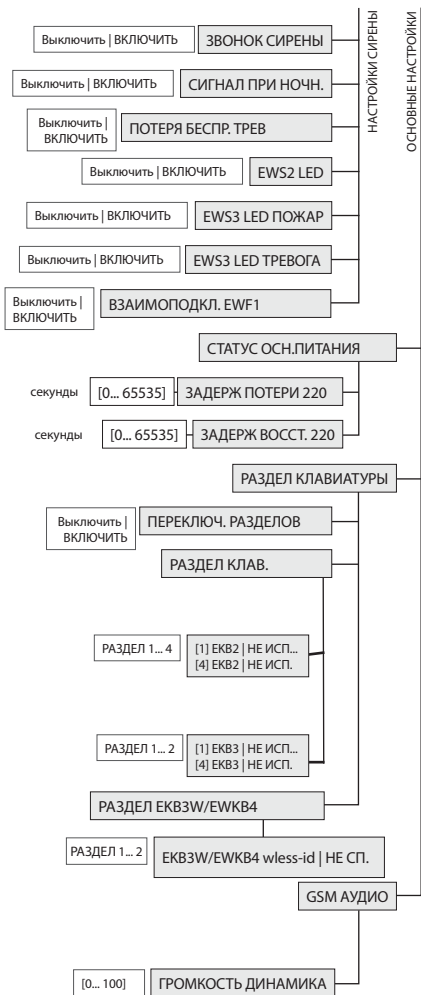 НАСТРОЙКИ СИРЕНЫ
ОСНОВНЫЕ НАСТРОЙКИ
Выключить | ВКЛЮЧИТЬ
ЗВОНОК СИРЕНЫ
Выключить | ВКЛЮЧИТЬ
СИГНАЛ ПРИ НОЧН.
Выключить |
ВКЛЮЧИТЬ
ПОТЕРЯ БЕСПР. ТРЕВ
Выключить | ВКЛЮЧИТЬ
EWS2 LED
Выключить | ВКЛЮЧИТЬ
EWS3 LED ПОЖАР
Выключить | ВКЛЮЧИТЬ
EWS3 LED ТРЕВОГА
Выключить |
ВКЛЮЧИТЬ
ВЗАИМОПОДКЛ. EWF1
СТАТУС ОСН.ПИТАНИЯ
секунды
[0... 65535]
ЗАДЕРЖ ПОТЕРИ 220
секунды
[0... 65535]
ЗАДЕРЖ ВОССТ. 220
РАЗДЕЛ КЛАВИАТУРЫ
Выключить |
ВКЛЮЧИТЬ
ПЕРЕКЛЮЧ. РАЗДЕЛОВ
РАЗДЕЛ КЛАВ.
РАЗДЕЛ 1... 4
[1] EKB2 | НЕ ИСП...
[4] EKB2 | НЕ ИСП.
РАЗДЕЛ 1... 2
[1] EKB3 | НЕ ИСП...
[4] EKB3 | НЕ ИСП.
РАЗДЕЛ EKB3W/EWKB4
РАЗДЕЛ 1... 2
EKB3W/EWKB4 wless-id | НЕ СП.
GSM АУДИО
[0... 100]
ГРОМКОСТЬ ДИНАМИКА